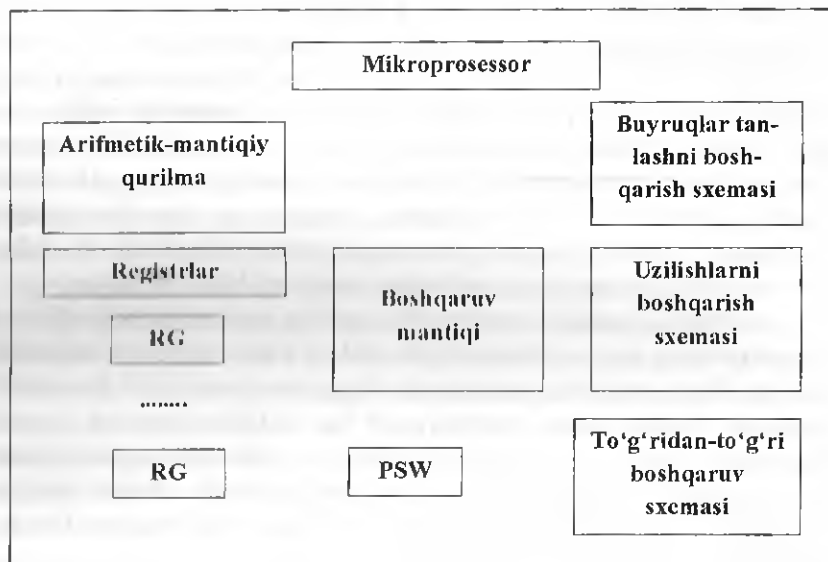 Mikroprosessor
Arifmetik-mantiqiy
qurilma
Buyruqlar tan-
lashni bosh-
qarish sxemasi
Registrlar
RG
........
RG
Boshqaruv
mantiqi
PSW
Uzilishlarni
boshqarish
sxemasi
To‘g‘ridan-to‘g‘ri
boshqaruv
sxemasi